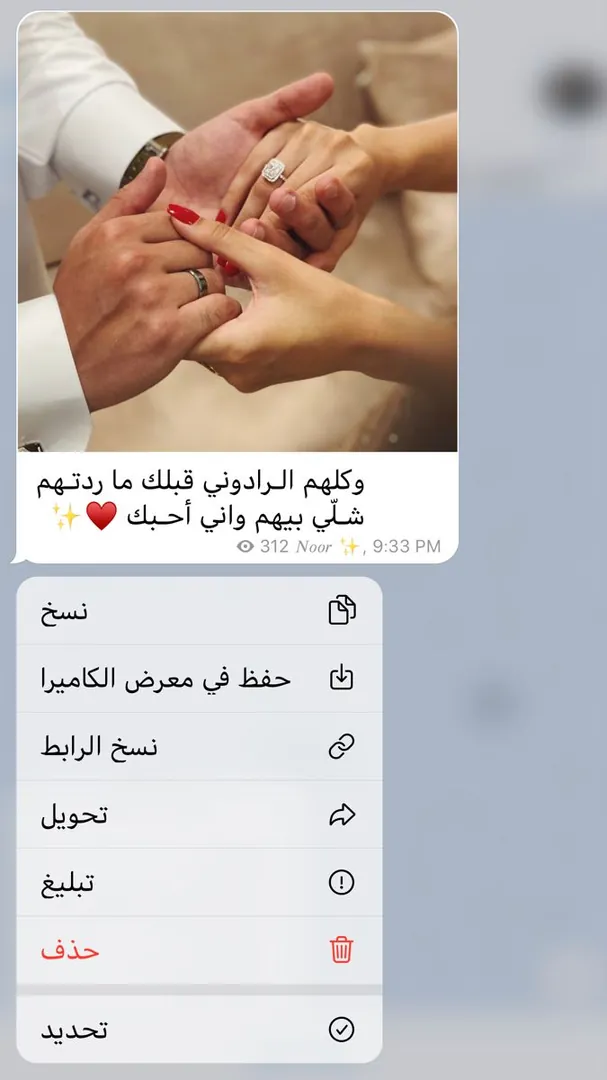 وكلهم الـرادوني قبلك ما ردتـهم
شلّي بيهم واني أحـبك ♥️✨
312 Noor ✨, 9:33 PM
نسخ
حفظ في معرض الكاميرا
نسخ الرابط
تحويل
تبليغ
حذف
تحديد